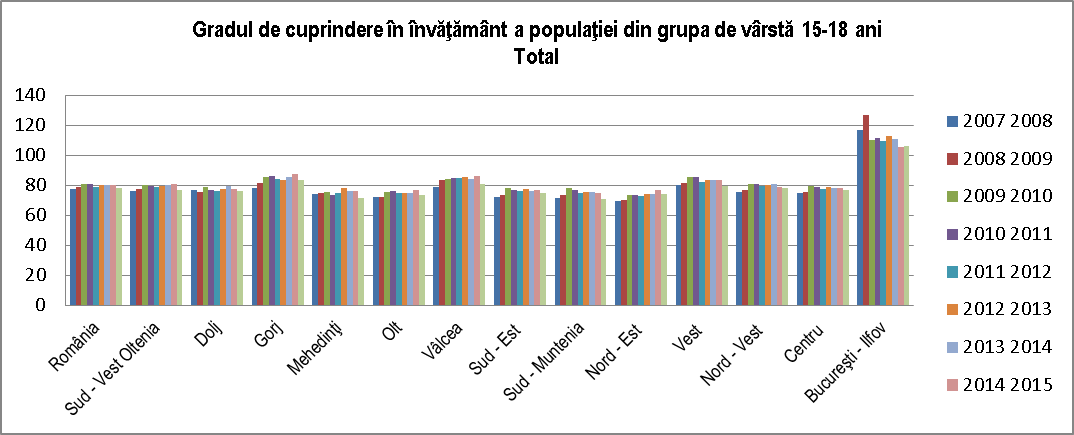 Gradul de cuprindere în învăţământ a populaţiei din grupa de vârstă 15-18 ani
Total
140
120
100
80
60
40
20
0
România
Sud - Vest Oltenia
Dolj
Gorj
Mehedinţi
Olt
Vâlcea
Sud - Est
Sud - Muntenia
Nord - Est
Vest
Nord - Vest
Centru
Bucureşti - Ilfov
2007 2008
2008 2009
2009 2010
2010 2011
2011 2012
2012 2013
2013 2014
2014 2015